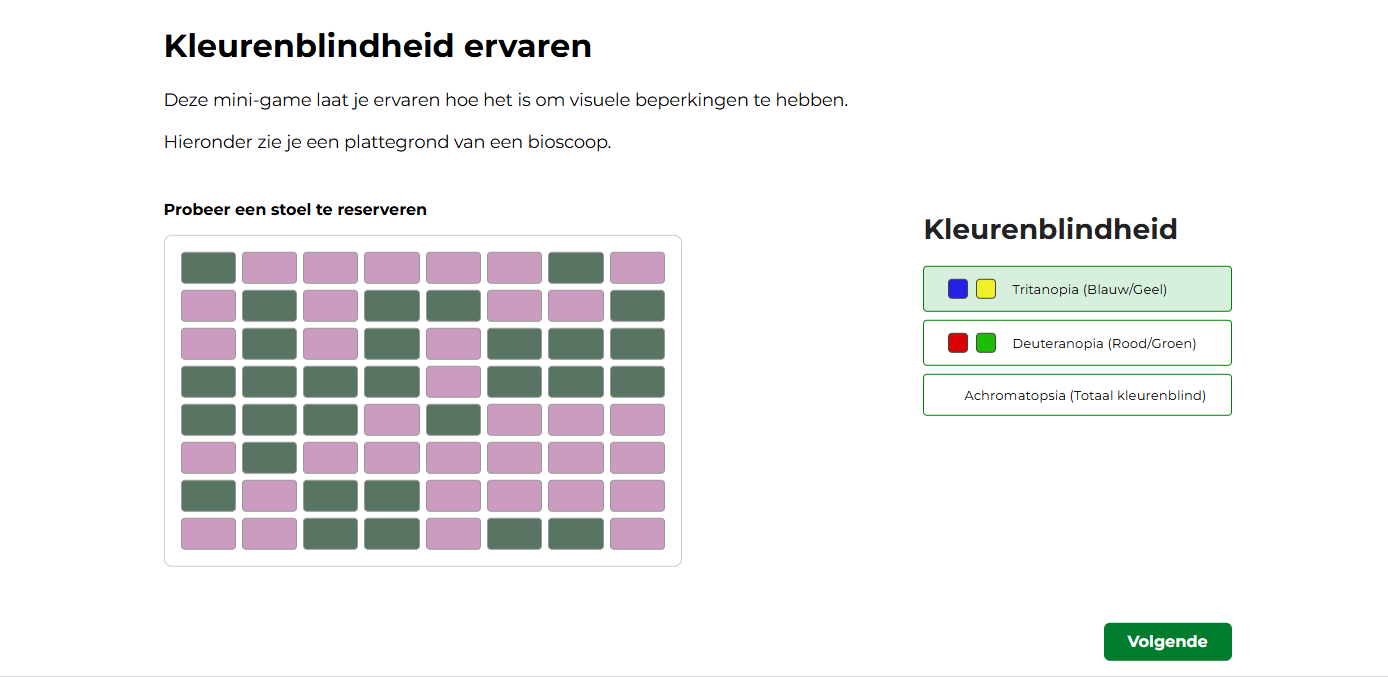 Kleurenblindheid ervaren
Deze mini-game laat je ervaren hoe het is om visuele beperkingen te hebben.
Hieronder zie je een plattegrond van een bioscoop.
Probeer een stoel te reserveren
Kleurenblindheid
Tritanopia (Blauw/Geel)
Deuteranopia (Rood/Groen)
Achromatopsia (Totaal kleurenblind)
Volgende